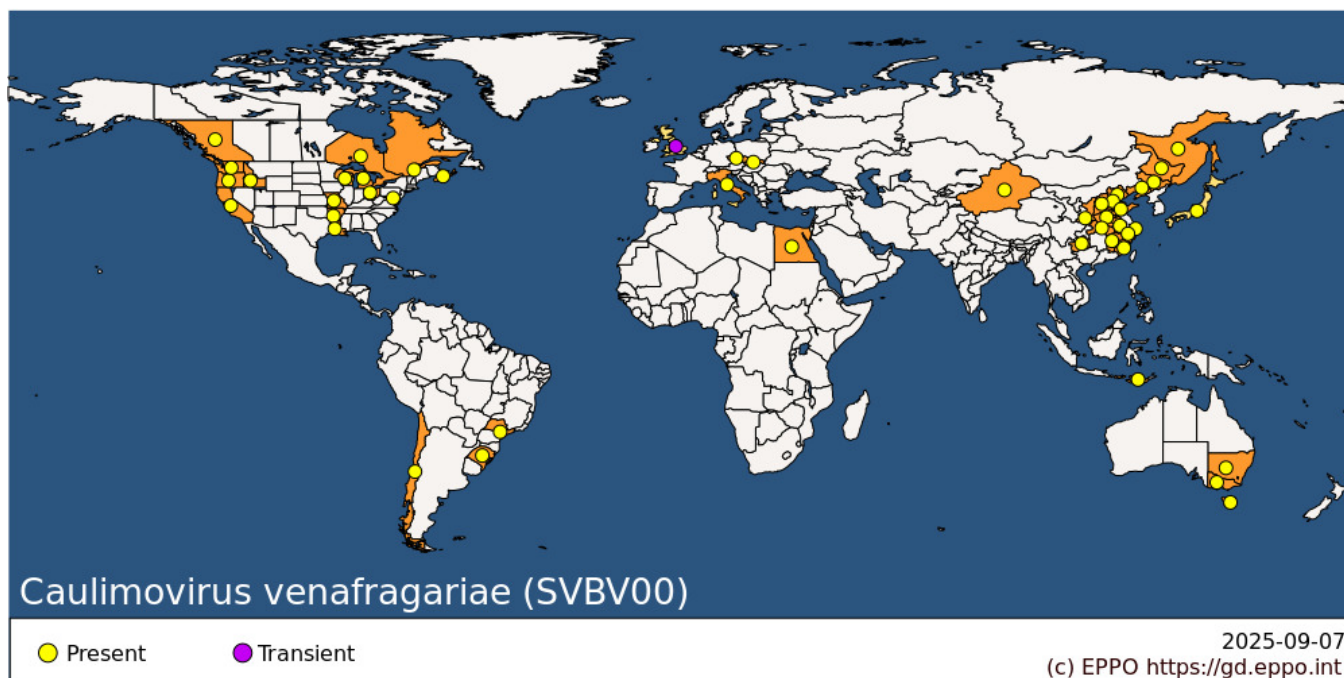 Caulimovirus venafragariae (SVBV00)
Present
Transient
2025-09-07
(c) EPPO https://gd.eppo.int